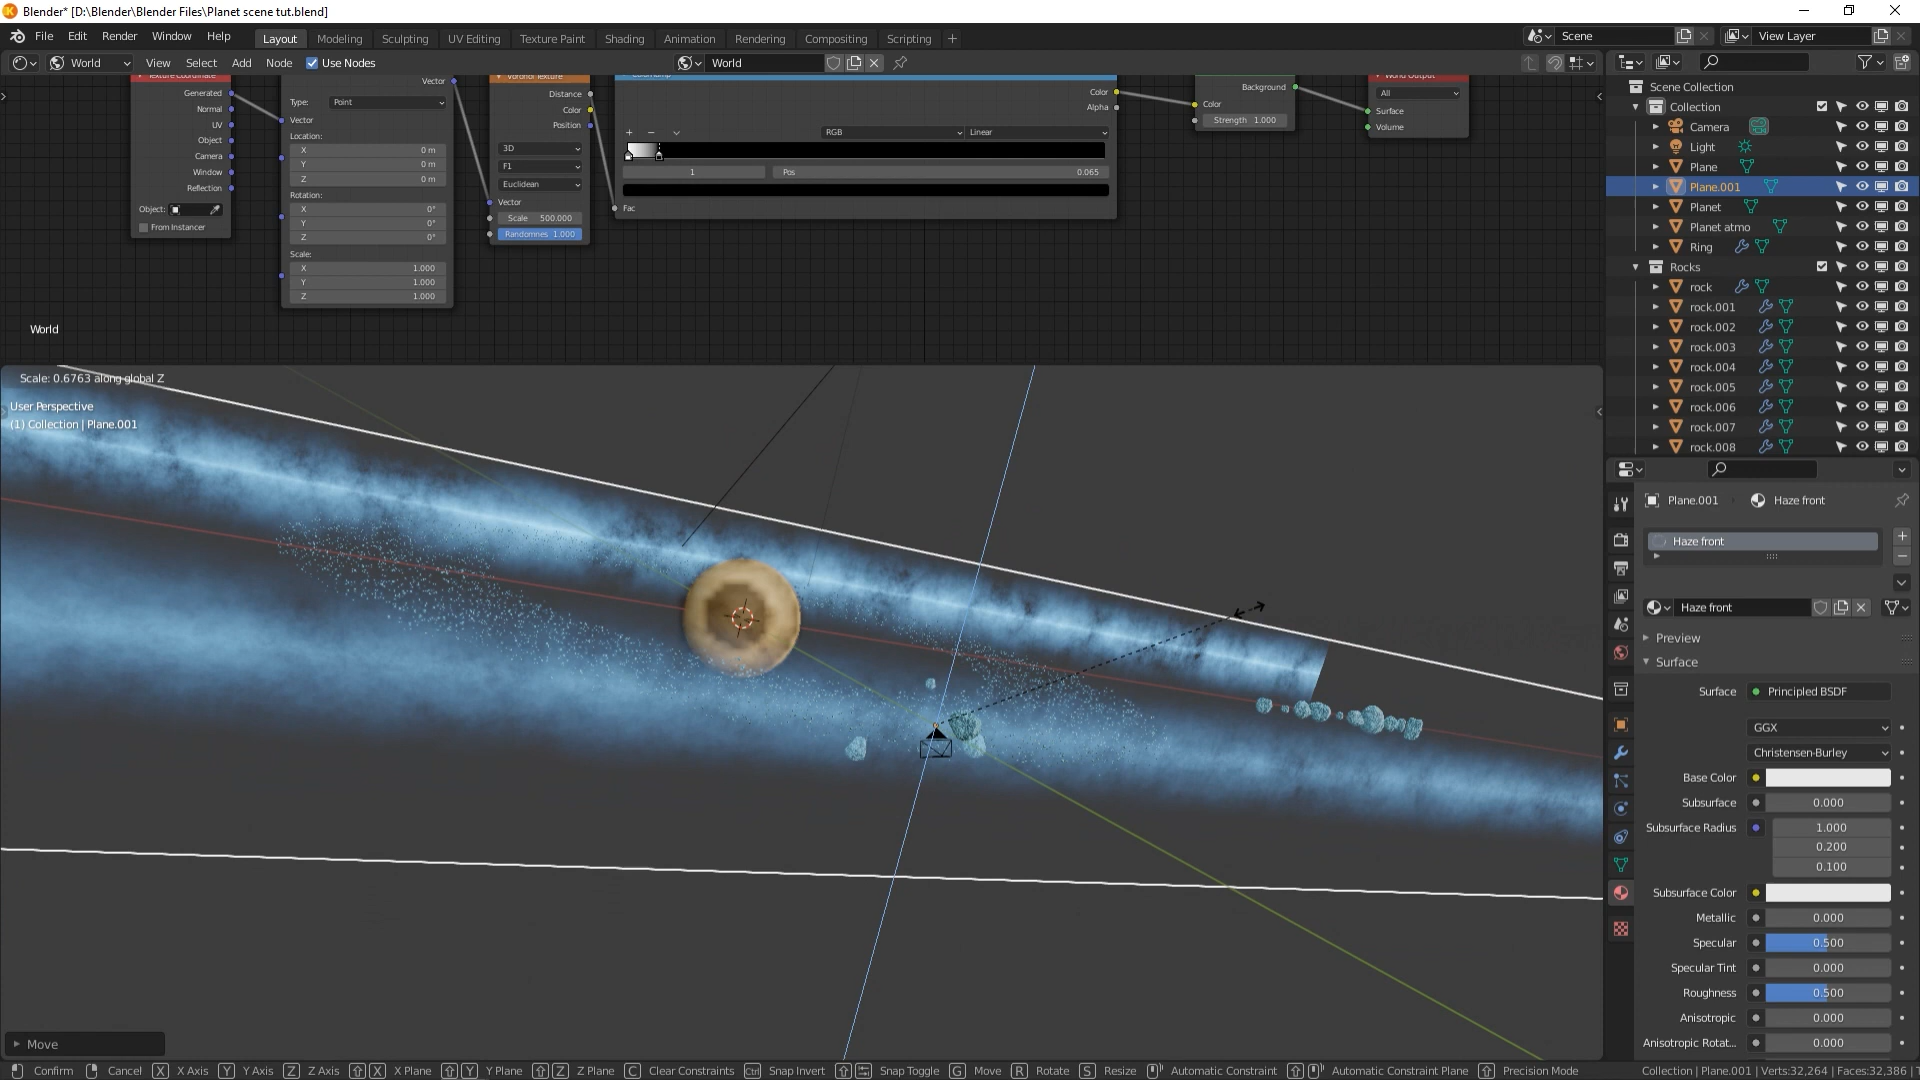 Blender* [D:\Blender\Blender Files\Planet scene tut.blend]
File Edit Render Window Help
Layout Modeling Sculpting UV Editing Texture Paint Shading Animation Rendering Compositing Scripting +
Scene
View Layer
World View Select Add Node Use Nodes
World
Texture Coordinate
Generated
Normal
UV
Object
Camera
Window
Reflection
Object:
From Instancer
Vector
Type: Point
Vector
Location:
X 0 m
Y 0 m
Z 0 m
Rotation:
X 0°
Y 0°
Z 0°
Scale:
X 1.000
Y 1.000
Z 1.000
Voronoi Texture
Distance
Color
Position
3D
F1
Euclidean
Vector
Scale 500.000
Randomnes 1.000
ColorRamp
Color
Alpha
RGB Linear
1 Pos 0.065
Fac
Background
Color
Strength 1.000
World Output
All
Surface
Volume
World
Scale: 0.6763 along global Z
User Perspective
(1) Collection | Plane.001
Move
Scene Collection
Collection
Camera
Light
Plane
Plane.001
Planet
Planet atmo
Ring
Rocks
rock
rock.001
rock.002
rock.003
rock.004
rock.005
rock.006
rock.007
rock.008
Plane.001 Haze front
Haze front
Haze front
Preview
Surface
Surface Principled BSDF
GGX
Christensen-Burley
Base Color
Subsurface 0.000
Subsurface Radius 1.000
0.200
0.100
Subsurface Color
Metallic 0.000
Specular 0.500
Specular Tint 0.000
Roughness 0.500
Anisotropic 0.000
Anisotropic Rotat... 0.000
Confirm Cancel X X Axis Y Y Axis Z Z Axis X X Plane Y Y Plane Z Z Plane C Clear Constraints Ctrl Snap Invert Snap Toggle G Move R Rotate S Resize Automatic Constraint Automatic Constraint Plane Precision Mode Collection | Plane.001 | Verts:32,264 | Faces:32,386 |